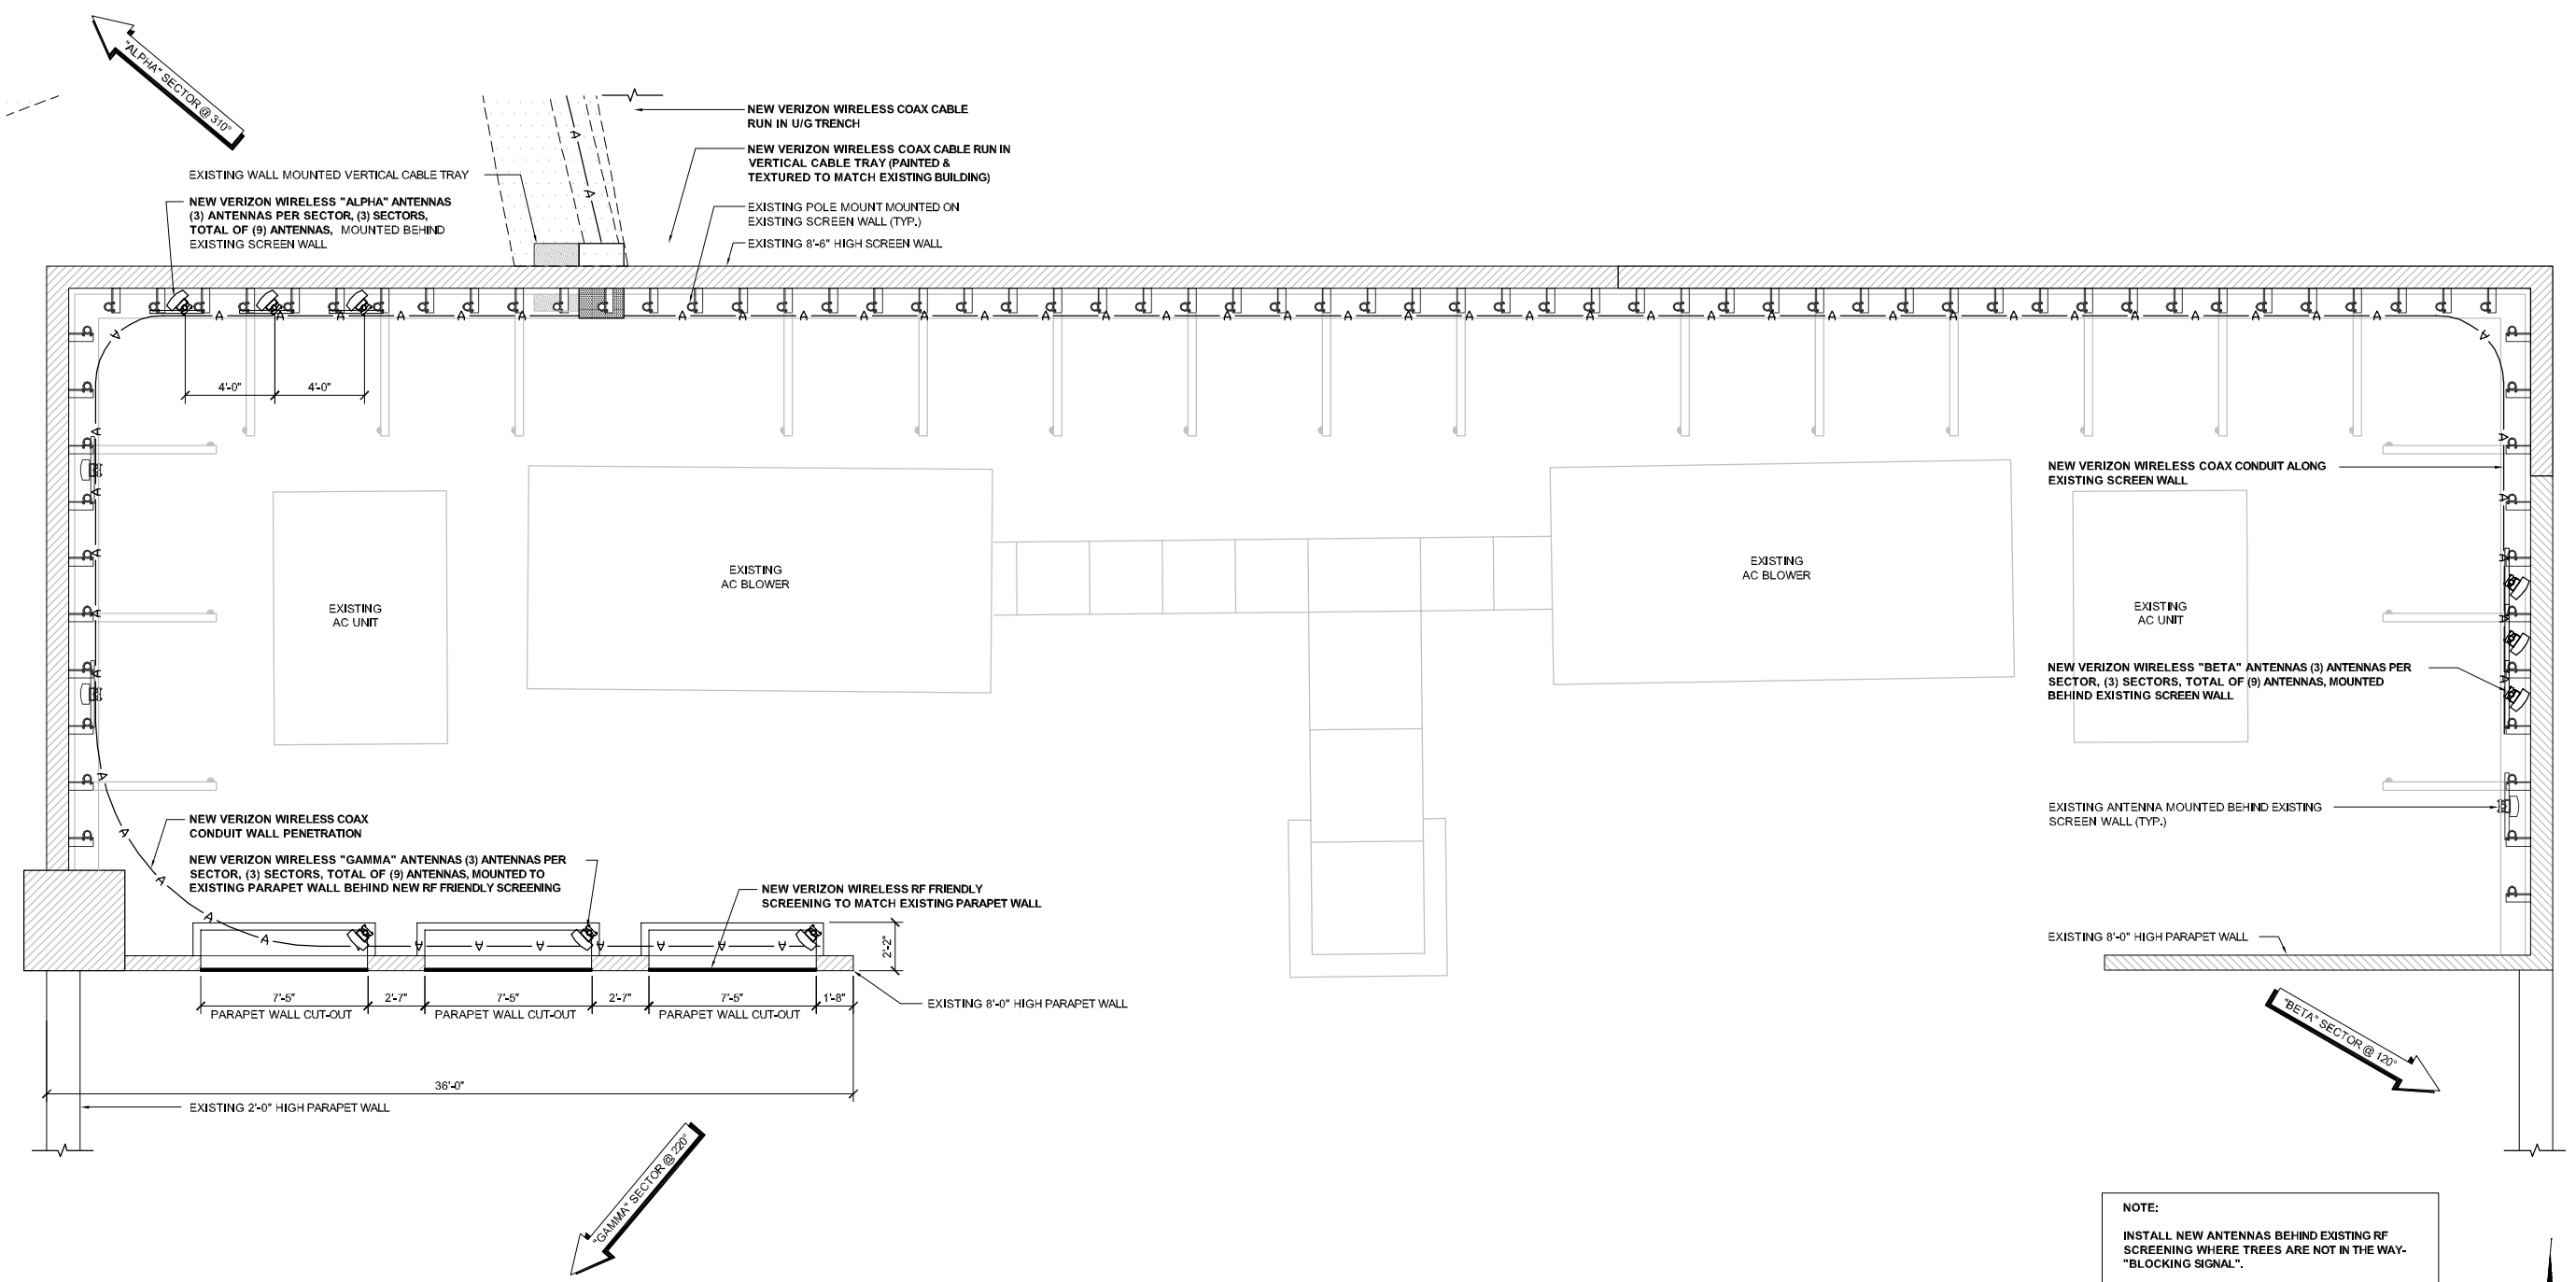 "ALPHA" SECTOR @ 310°
NEW VERIZON WIRELESS COAX CABLE
RUN IN U/G TRENCH
NEW VERIZON WIRELESS COAX CABLE RUN IN
VERTICAL CABLE TRAY (PAINTED &
TEXTURED TO MATCH EXISTING BUILDING)
EXISTING WALL MOUNTED VERTICAL CABLE TRAY
NEW VERIZON WIRELESS "ALPHA" ANTENNAS
(3) ANTENNAS PER SECTOR, (3) SECTORS,
TOTAL OF (9) ANTENNAS, MOUNTED BEHIND
EXISTING SCREEN WALL
EXISTING POLE MOUNT MOUNTED ON
EXISTING SCREEN WALL (TYP.)
EXISTING 8'-6" HIGH SCREEN WALL
4'-0"
4'-0"
EXISTING
AC UNIT
EXISTING
AC BLOWER
EXISTING
AC BLOWER
EXISTING
AC UNIT
NEW VERIZON WIRELESS COAX CONDUIT ALONG
EXISTING SCREEN WALL
NEW VERIZON WIRELESS "BETA" ANTENNAS (3) ANTENNAS PER
SECTOR, (3) SECTORS, TOTAL OF (9) ANTENNAS, MOUNTED
BEHIND EXISTING SCREEN WALL
EXISTING ANTENNA MOUNTED BEHIND EXISTING
SCREEN WALL (TYP.)
NEW VERIZON WIRELESS COAX
CONDUIT WALL PENETRATION
NEW VERIZON WIRELESS "GAMMA" ANTENNAS (3) ANTENNAS PER
SECTOR, (3) SECTORS, TOTAL OF (9) ANTENNAS, MOUNTED TO
EXISTING PARAPET WALL BEHIND NEW RF FRIENDLY SCREENING
NEW VERIZON WIRELESS RF FRIENDLY
SCREENING TO MATCH EXISTING PARAPET WALL
2'-2"
EXISTING 8'-0" HIGH PARAPET WALL
7'-5"
PARAPET WALL CUT-OUT
2'-7"
7'-5"
PARAPET WALL CUT-OUT
2'-7"
7'-5"
PARAPET WALL CUT-OUT
1'-8"
EXISTING 8'-0" HIGH PARAPET WALL
36'-0"
EXISTING 2'-0" HIGH PARAPET WALL
"BETA" SECTOR @ 120°
"GAMMA" SECTOR @ 220°
NOTE:
INSTALL NEW ANTENNAS BEHIND EXISTING RF
SCREENING WHERE TREES ARE NOT IN THE WAY-
"BLOCKING SIGNAL".